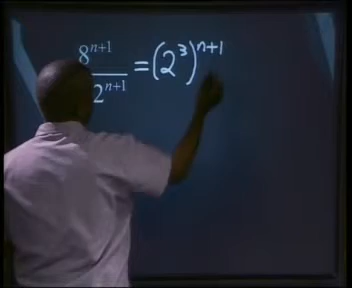 8^{n+1} / 2^{n+1} = (2^3)^{n+1}